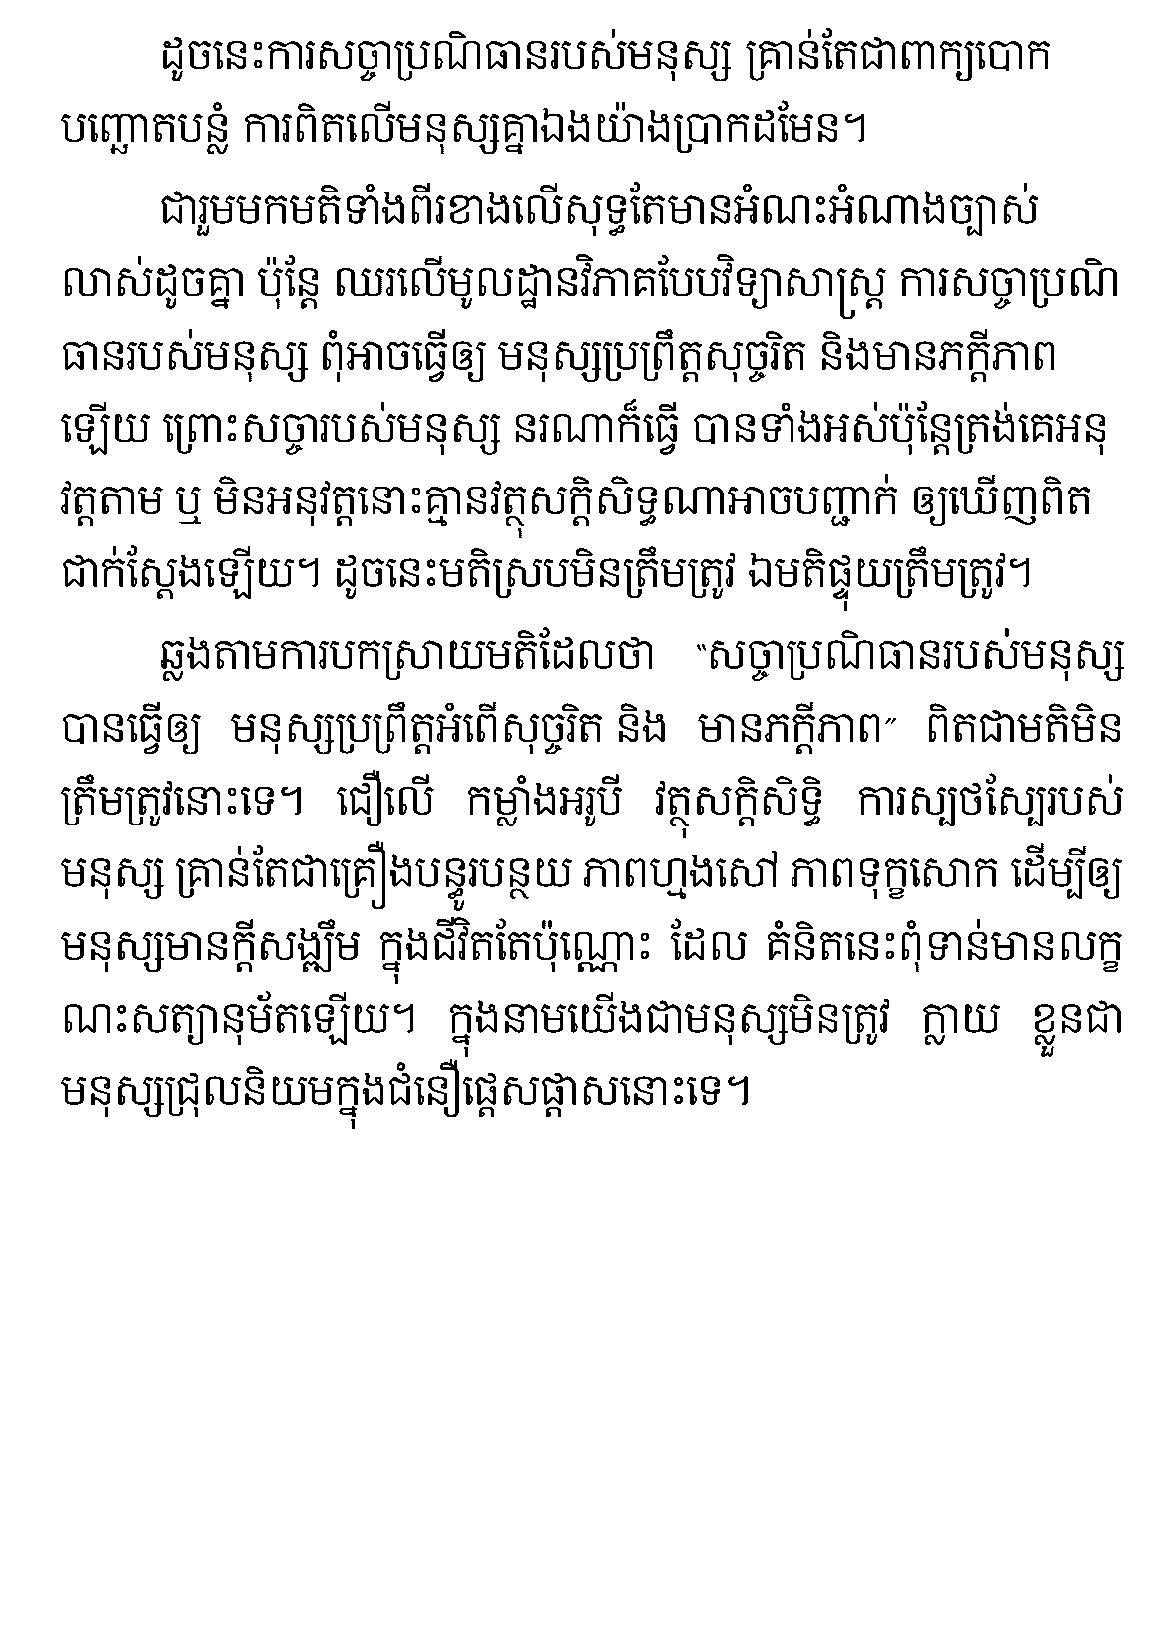 ដូចនេះការសច្ចាប្រណិធានរបស់មនុស្ស គ្រាន់តែជាពាក្យបោក
បញ្ឆោតបន្លំ ការពិតលើមនុស្សគ្នាឯងយ៉ាងប្រាកដមែន។
ជារួមមកមតិទាំងពីរខាងលើសុទ្ធតែមានអំណះអំណាងច្បាស់
លាស់ដូចគ្នា ប៉ុន្តែ ឈរលើមូលដ្ឋានវិភាគបែបវិទ្យាសាស្ត្រ ការសច្ចាប្រណិ
ធានរបស់មនុស្ស ពុំអាចធ្វើឲ្យ មនុស្សប្រព្រឹត្តសុច្ចរិត និងមានភក្តីភាព
ឡើយ ព្រោះសច្ចារបស់មនុស្ស នរណាក៏ធ្វើ បានទាំងអស់ប៉ុន្តែត្រង់គេអនុ
វត្តតាម ឬ មិនអនុវត្តនោះគ្មានវត្ថុសក្តិសិទ្ធណាអាចបញ្ជាក់ ឲ្យឃើញពិត
ជាក់ស្តែងឡើយ។ ដូចនេះមតិស្របមិនត្រឹមត្រូវ ឯមតិផ្ទុយត្រឹមត្រូវ។
ឆ្លងតាមការបកស្រាយមតិដែលថា “សច្ចាប្រណិធានរបស់មនុស្ស
បានធ្វើឲ្យ មនុស្សប្រព្រឹត្តអំពើសុច្ចរិត និង មានភក្តីភាព” ពិតជាមតិមិន
ត្រឹមត្រូវនោះទេ។ ជឿលើ កម្លាំងអរូបី វត្ថុសក្តិសិទ្ធិ ការស្បថស្បែរបស់
មនុស្ស គ្រាន់តែជាគ្រឿងបន្ធូរបន្ថយ ភាពហ្មងសៅ ភាពទុក្ខសោក ដើម្បីឲ្យ
មនុស្សមានក្តីសង្ឃឹម ក្នុងជីវិតតែប៉ុណ្ណោះ ដែល គំនិតនេះពុំទាន់មានលក្ខ
ណះសត្យានុម័តឡើយ។ ក្នុងនាមយើងជាមនុស្សមិនត្រូវ ក្លាយ ខ្លួនជា
មនុស្សជ្រុលនិយមក្នុងជំនឿផ្តេសផ្តាសនោះទេ។